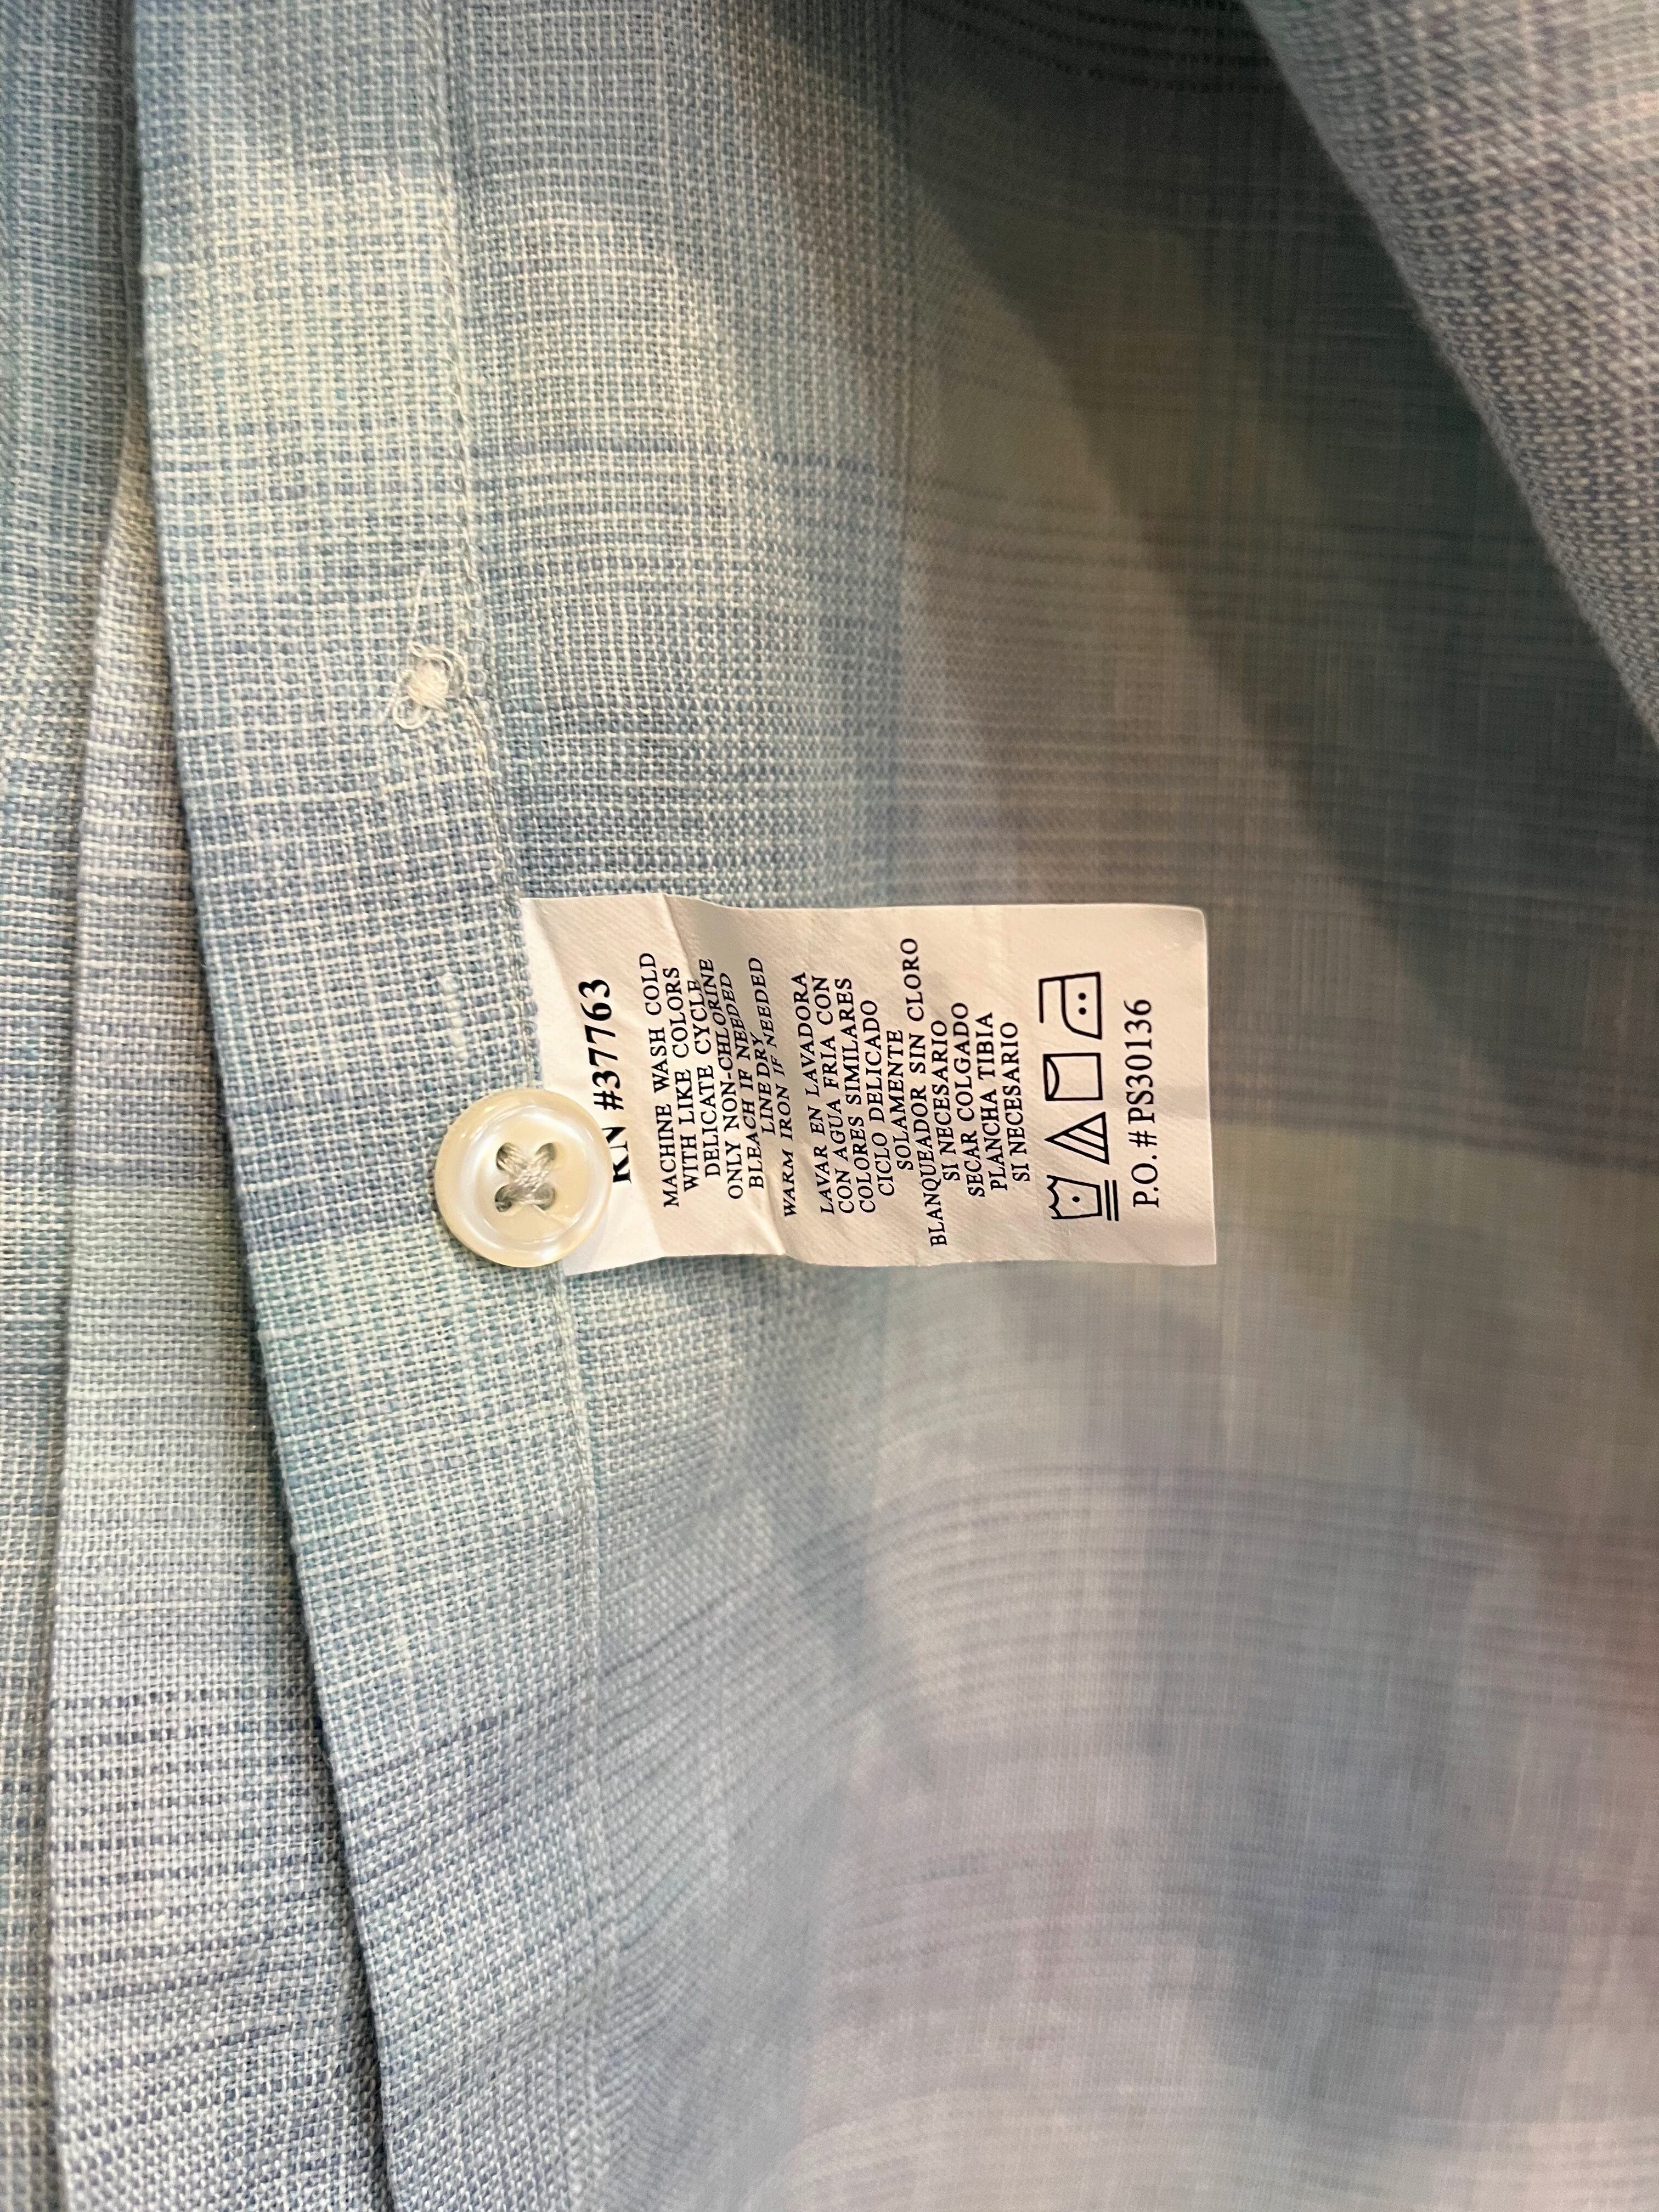 RN #37763
MACHINE WASH COLD
WITH LIKE COLORS
DELICATE CYCLE
ONLY NON-CHLORINE
BLEACH IF NEEDED
LINE DRY
WARM IRON IF NEEDED
LAVAR EN LAVADORA
CON AGUA FRIA CON
COLORES SIMILARES
CICLO DELICADO
SOLAMENTE
BLANQUEADOR SIN CLORO
SI NECESARIO
SECAR COLGADO
PLANCHA TIBIA
SI NECESARIO
P.O.#PS30136